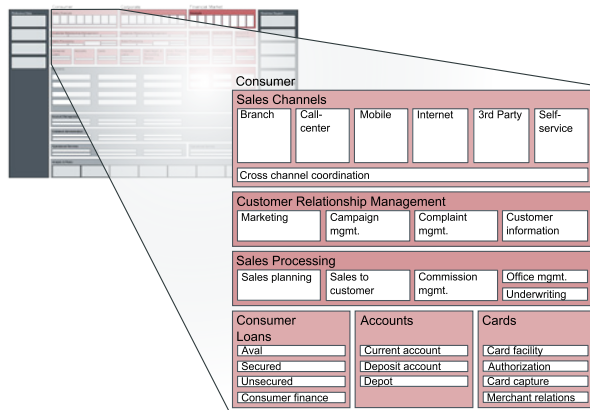 Consumer
Sales Channels
Branch
Call-
center
Mobile
Internet
3rd Party
Self-
service
Cross channel coordination
Customer Relationship Management
Marketing
Campaign
mgmt.
Complaint
mgmt.
Customer
information
Sales Processing
Sales planning
Sales to
customer
Commission
mgmt.
Office mgmt.
Underwriting
Consumer
Loans
Aval
Secured
Unsecured
Consumer finance
Accounts
Current account
Deposit account
Depot
Cards
Card facility
Authorization
Card capture
Merchant relations